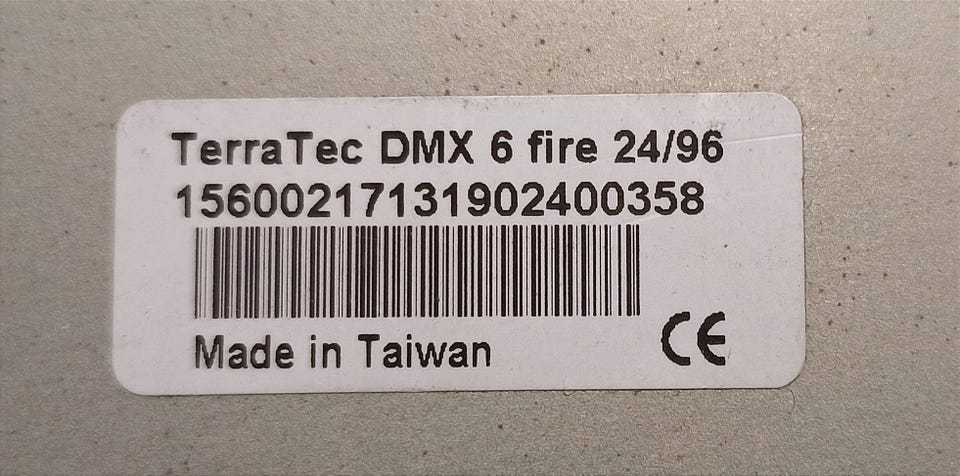 TerraTec DMX 6 fire 24/96
15600217131902400358
Made in Taiwan
CE